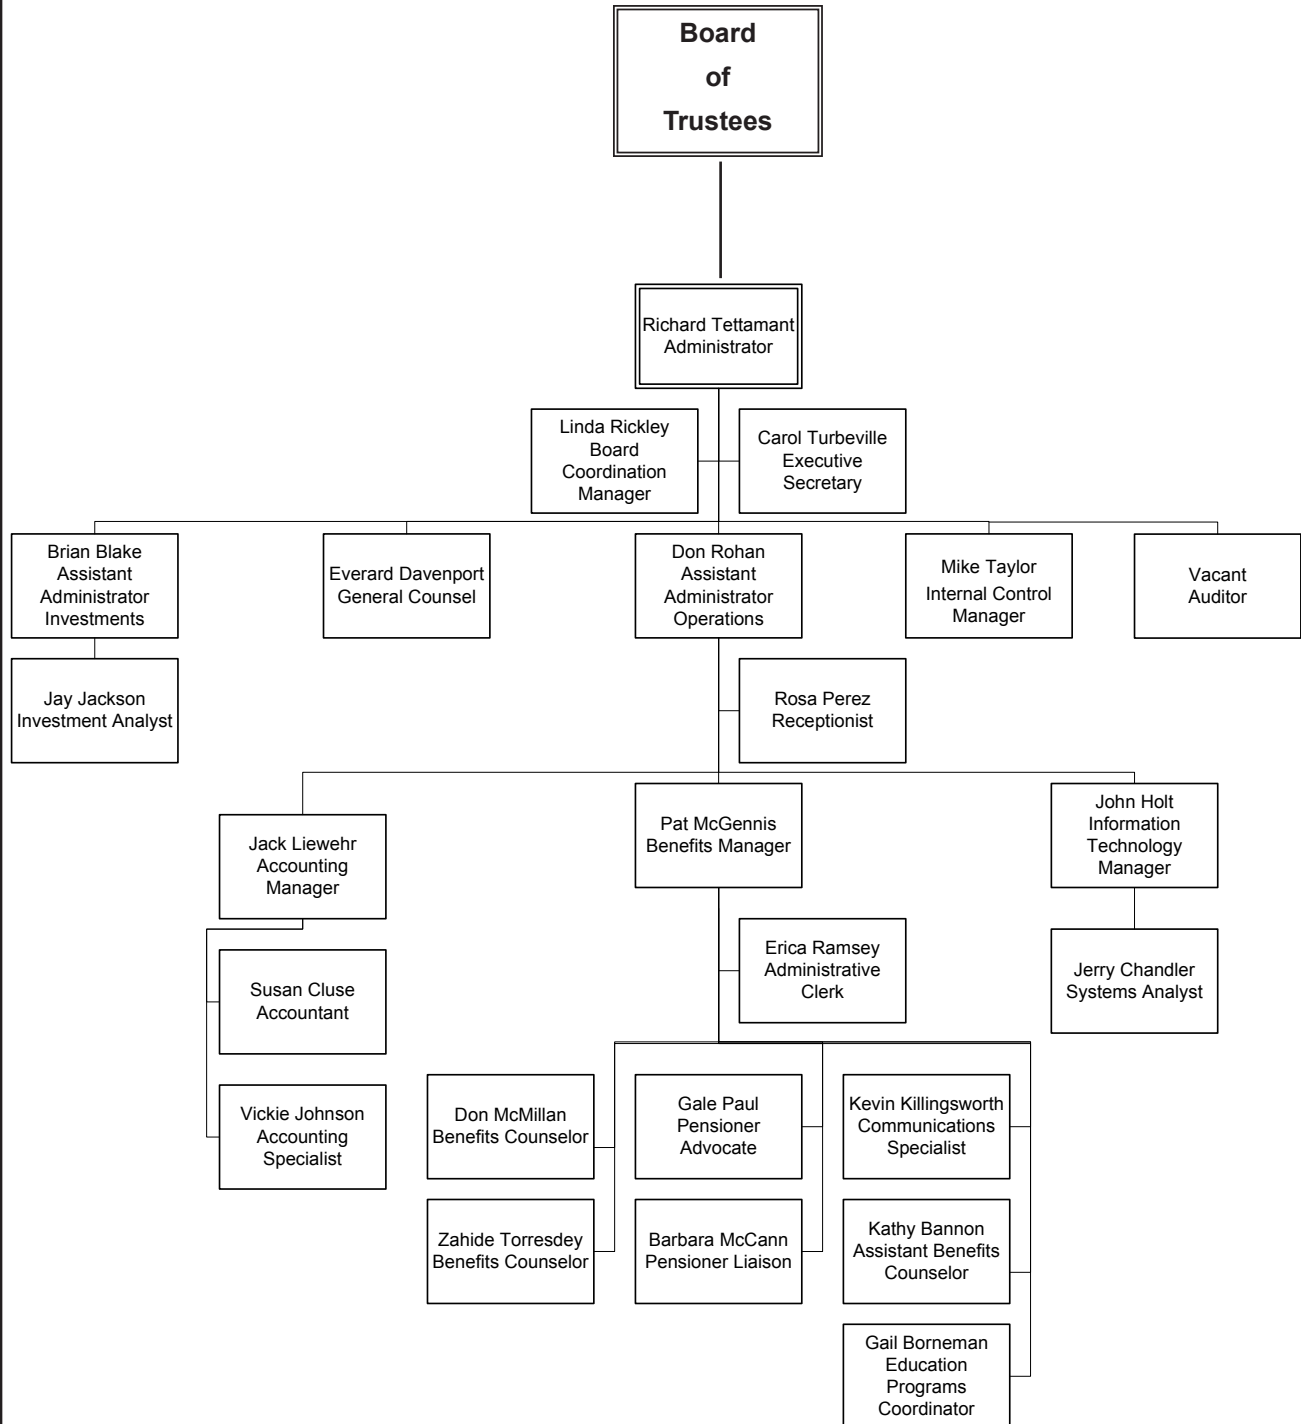 Board
of
Trustees
Richard Tettamant
Administrator
Linda Rickley
Board
Coordination
Manager
Carol Turbeville
Executive
Secretary
Brian Blake
Assistant
Administrator
Investments
Everard Davenport
General Counsel
Don Rohan
Assistant
Administrator
Operations
Mike Taylor
Internal Control
Manager
Vacant
Auditor
Jay Jackson
Investment Analyst
Rosa Perez
Receptionist
Jack Liewehr
Accounting
Manager
Pat McGennis
Benefits Manager
John Holt
Information
Technology
Manager
Susan Cluse
Accountant
Erica Ramsey
Administrative
Clerk
Jerry Chandler
Systems Analyst
Vickie Johnson
Accounting
Specialist
Don McMillan
Benefits Counselor
Gale Paul
Pensioner
Advocate
Kevin Killingsworth
Communications
Specialist
Zahide Torresdey
Benefits Counselor
Barbara McCann
Pensioner Liaison
Kathy Bannon
Assistant Benefits
Counselor
Gail Borneman
Education
Programs
Coordinator